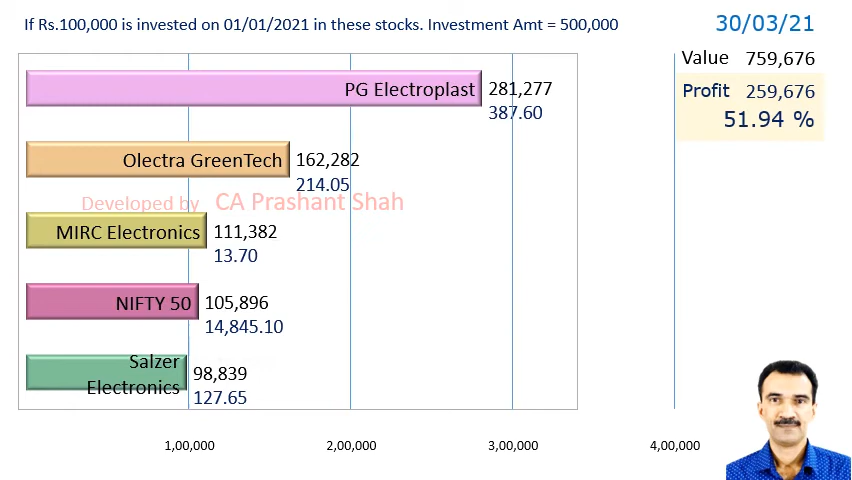 If Rs.100,000 is invested on 01/01/2021 in these stocks. Investment Amt = 500,000
30/03/21
Value 759,676
Profit 259,676
51.94 %
PG Electroplast 281,277
387.60
Olectra GreenTech 162,282
214.05
Developed by CA Prashant Shah
MIRC Electronics 111,382
13.70
NIFTY 50 105,896
14,845.10
Salzer
Electronics 98,839
127.65
1,00,000 2,00,000 3,00,000 4,00,000